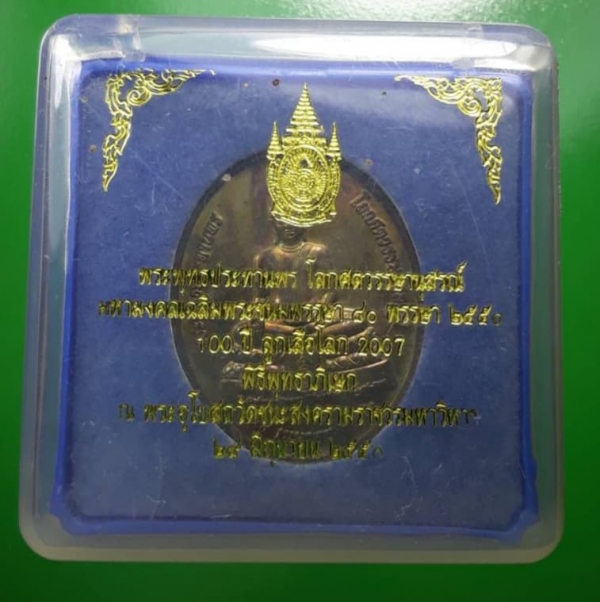 พระพุทธประทานพร โลกศตวรรษานุสรณ์
มหามงคลเฉลิมพระชนมพรรษา ๘๐ พรรษา ๒๕๕๐
100 ปี ลูกเสือโลก 2007
พิธีพุทธาภิเษก
ณ พระอุโบสถวัดชนะสงครามราชวรมหาวิหาร
มิถุนายน ๒๕๕๐